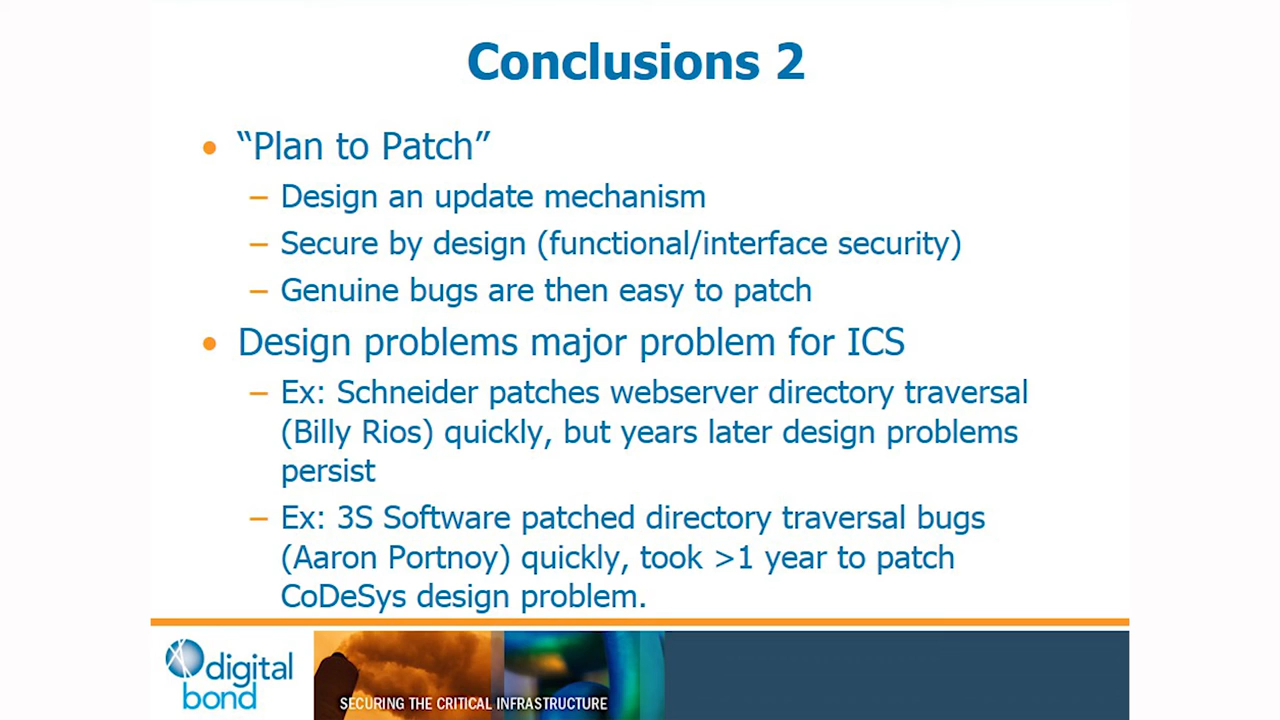 Conclusions 2
• “Plan to Patch”
– Design an update mechanism
– Secure by design (functional/interface security)
– Genuine bugs are then easy to patch
• Design problems major problem for ICS
– Ex: Schneider patches webserver directory traversal
(Billy Rios) quickly, but years later design problems
persist
– Ex: 3S Software patched directory traversal bugs
(Aaron Portnoy) quickly, took >1 year to patch
CoDeSys design problem.
digital
bond
SECURING THE CRITICAL INFRASTRUCTURE